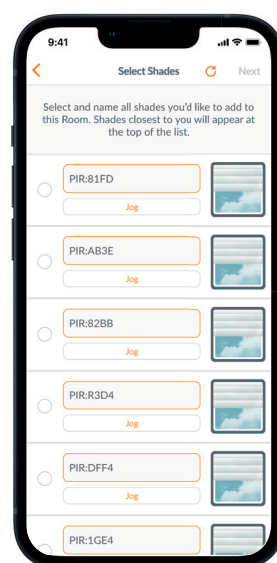 9:41
Select Shades
Next
Select and name all shades you'd like to add to
this Room. Shades closest to you will appear at
the top of the list.
PIR:81FD
Jog
PIR:AB3E
Jog
PIR:82BB
Jog
PIR:R3D4
Jog
PIR:DFF4
Jog
PIR:1GE4